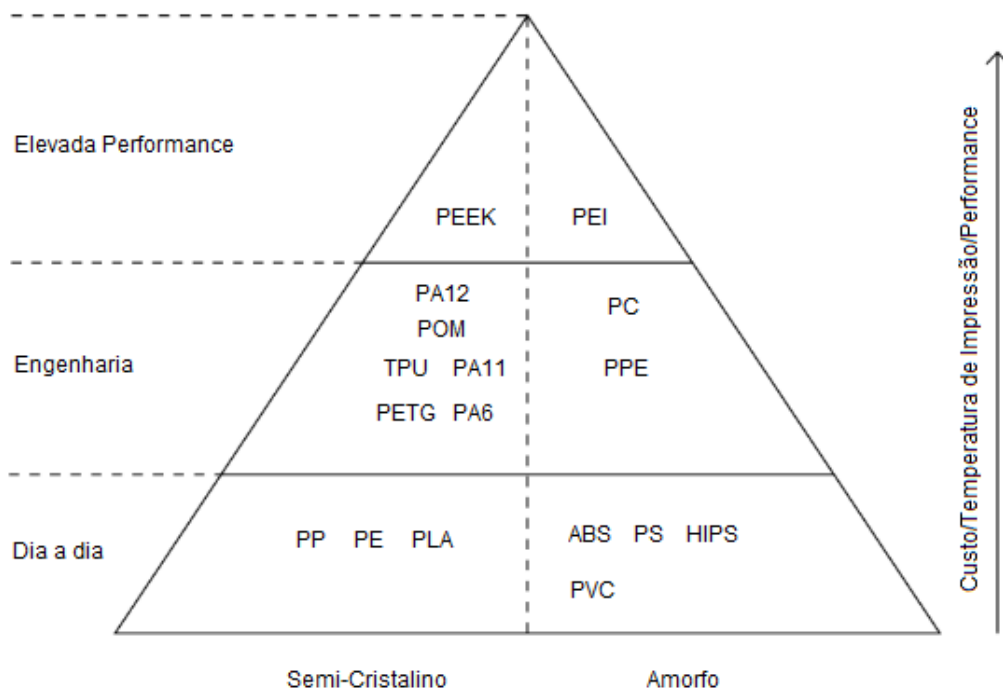 Elevada Performance
PEEK PEI
PA12
PC
POM
Engenharia
TPU PA11 PPE
PETG PA6
Dia a dia
PP PE PLA
ABS PS HIPS
PVC
Semi-Cristalino Amorfo
Custo/Temperatura de Impressão/Performance